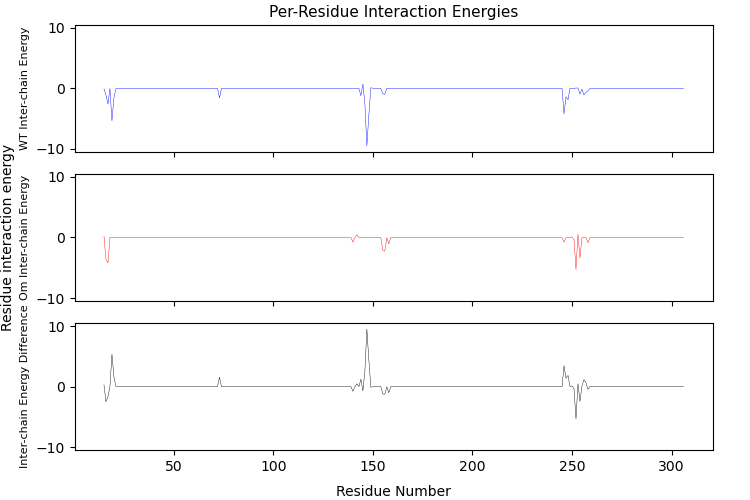 Per-Residue Interaction Energies
Residue interaction energy
WT Inter-chain Energy
10
0
−10
Om Inter-chain Energy
10
0
−10
Inter-chain Energy Difference
10
0
−10
50
100
150
200
250
300
Residue Number